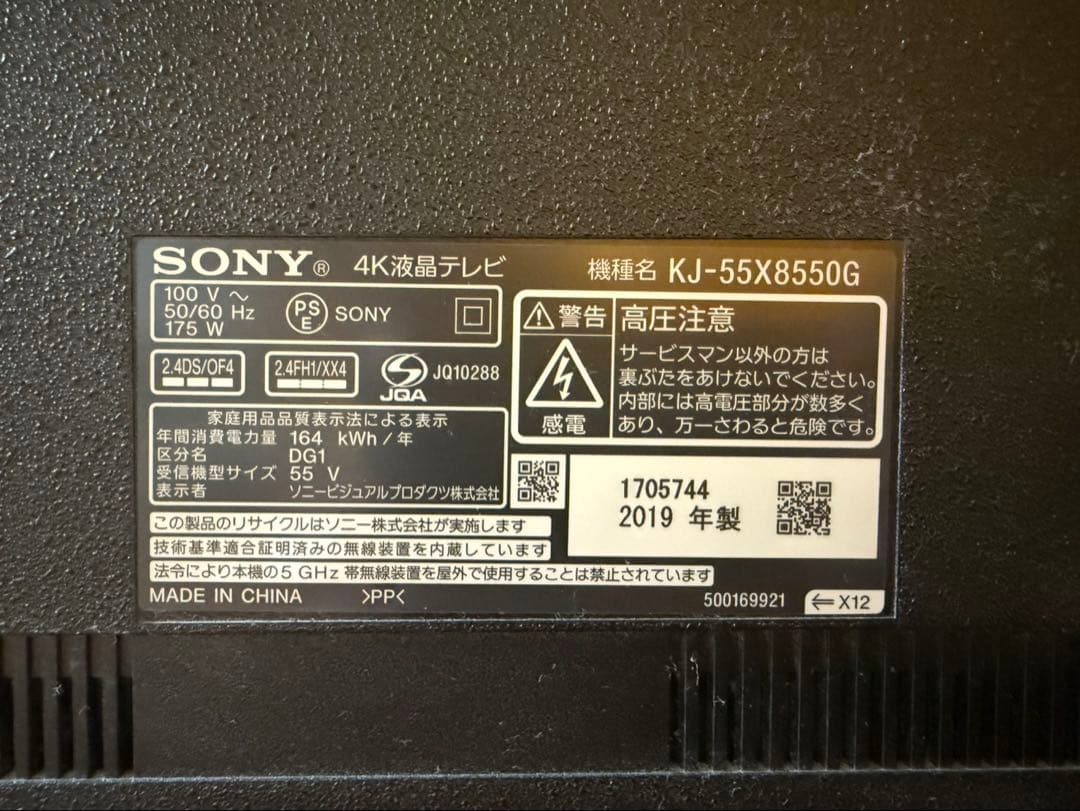 SONY® 4K液晶テレビ 機種名 KJ-55X8550G
100 V ～
50/60 Hz
175 W
PS
E
SONY
2.4DS/OF4
2.4FH1/XX4
JQA
JQ10288
家庭用品品質表示法による表示
年間消費電力量 164 kWh/年
区分名 DG1
受信機型サイズ 55 V
表示者 ソニービジュアルプロダクツ株式会社
警告
感電
高圧注意
サービスマン以外の方は
裏ぶたをあけないでください。
内部には高電圧部分が数多く
あり、万一さわると危険です。
1705744
2019 年製
この製品のリサイクルはソニー株式会社が実施します
技術基準適合証明済みの無線装置を内蔵しています
法令により本機の5 GHz 帯無線装置を屋外で使用することは禁止されています
MADE IN CHINA >PP< 500169921 ⇐X12